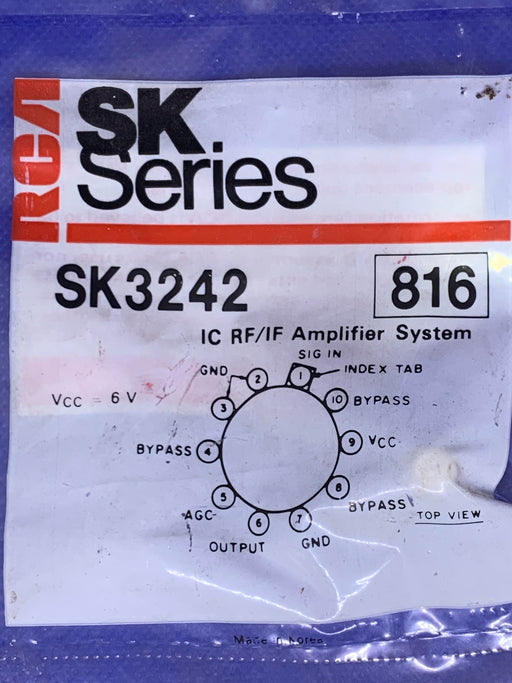 RCA
SK
Series
SK3242
816
IC RF/IF Amplifier System
SIG IN
GND
2
1
INDEX TAB
VCC = 6 V
3
10
BYPASS
BYPASS
4
9
VCC
5
8
AGC
BYPASS
6
7
TOP VIEW
OUTPUT
GND
Made in Korea